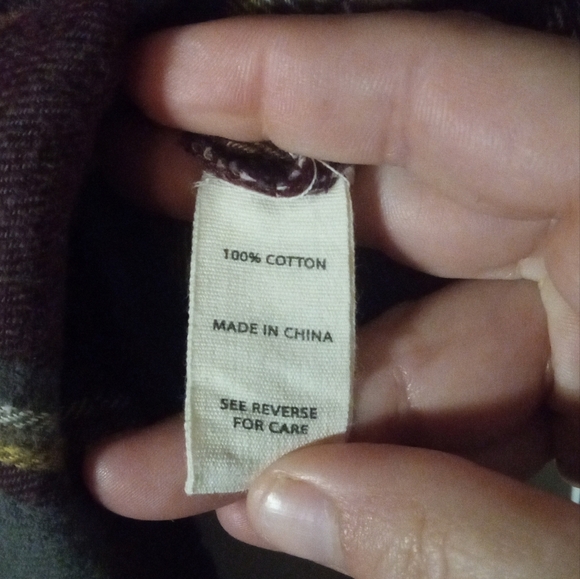 100% COTTON
MADE IN CHINA
SEE REVERSE
FOR CARE